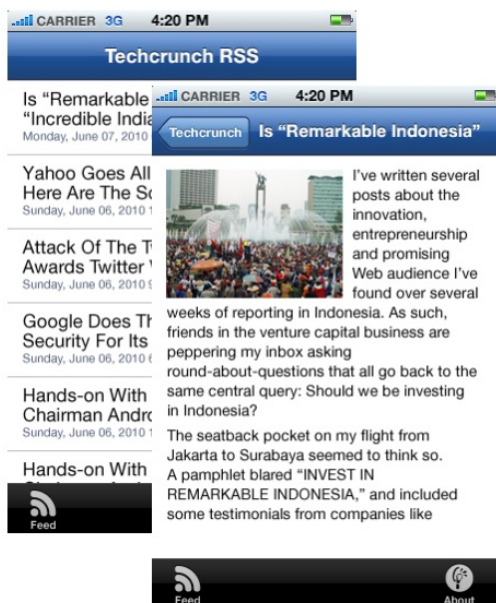 CARRIER 3G 4:20 PM
Techcrunch RSS
Is “Remarkable
“Incredible India
Monday, June 07, 2010
Yahoo Goes All
Here Are The
Sunday, June 06, 2010 1
Attack Of The
Awards Twitter
Sunday, June 06, 2010
Google Does
Security For Its
Sunday, June 06, 2010
Hands-on With
Chairman
Sunday, June 06, 2010 1
Hands-on With
Feed
CARRIER 3G 4:20 PM
Techcrunch Is “Remarkable Indonesia”
I’ve written several
posts about the
innovation,
entrepreneurship
and promising
Web audience I’ve
found over several
weeks of reporting in Indonesia. As such,
friends in the venture capital business are
peppering my inbox asking
round-about-questions that all go back to the
same central query: Should we be investing
in Indonesia?
The seatback pocket on my flight from
Jakarta to Surabaya seemed to think so.
A pamphlet blared “INVEST IN
REMARKABLE INDONESIA,” and included
some testimonials from companies like
Feed About